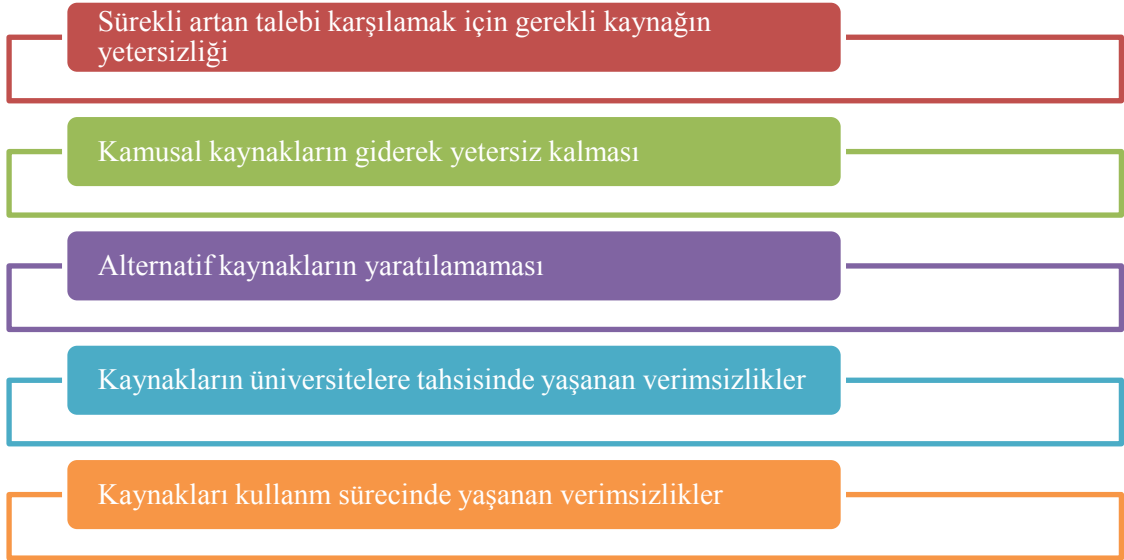 Sürekli artan talebi karşılamak için gerekli kaynağın
yetersizliği
Kamusal kaynakların giderek yetersiz kalması
Alternatif kaynakların yaratılamaması
Kaynakların üniversitelere tahsisinde yaşanan verimsizlikler
Kaynakları kullanm sürecinde yaşanan verimsizlikler